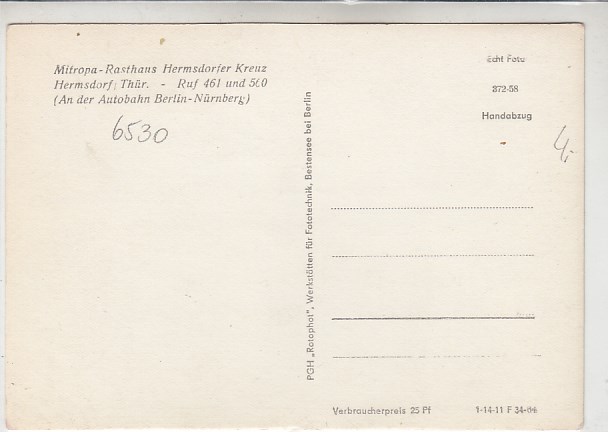 Mitropa-Rasthaus Hermsdorfer Kreuz
Hermsdorf/Thür. - Ruf 461 und 560
(An der Autobahn Berlin-Nürnberg)
6530
Echt Foto
372-58
Handabzug
4,-
PGH „Rotophot", Werkstätten für Fototechnik, Bestensee bei Berlin
Verbraucherpreis 25 Pf
1-14-11 F 34-66